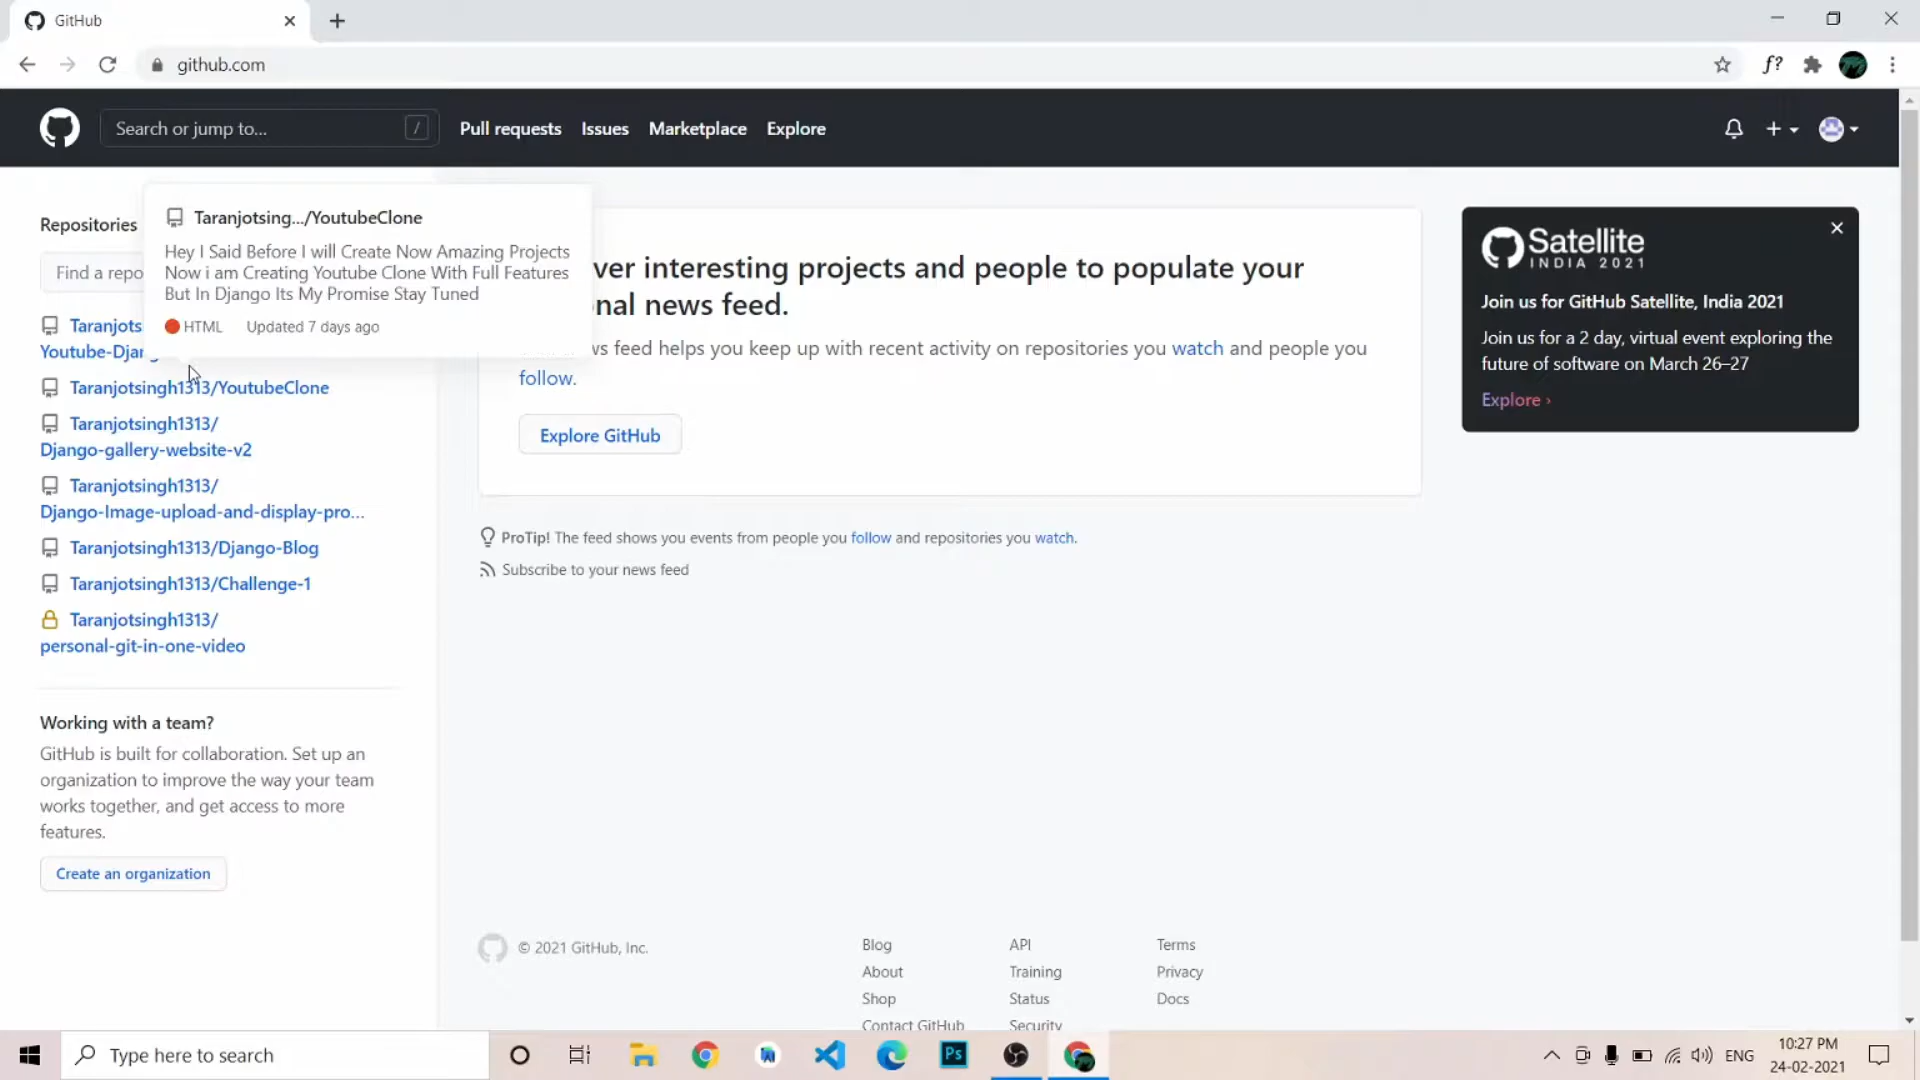 GitHub
github.com
f?
Search or jump to...
/
Pull requests
Issues
Marketplace
Explore
Repositories
Find a repo
Taranjotsing.../YoutubeClone
Hey I Said Before I will Create Now Amazing Projects
Now i am Creating Youtube Clone With Full Features
But In Django Its My Promise Stay Tuned
HTML
Updated 7 days ago
Taranjots
Youtube-Djan
Taranjotsingh1313/YoutubeClone
Taranjotsingh1313/
Django-gallery-website-v2
Taranjotsingh1313/
Django-Image-upload-and-display-pro...
Taranjotsingh1313/Django-Blog
Taranjotsingh1313/Challenge-1
Taranjotsingh1313/
personal-git-in-one-video
Working with a team?
GitHub is built for collaboration. Set up an
organization to improve the way your team
works together, and get access to more
features.
Create an organization
ver interesting projects and people to populate your
nal news feed.
ws feed helps you keep up with recent activity on repositories you watch and people you
follow.
Explore GitHub
ProTip! The feed shows you events from people you follow and repositories you watch.
Subscribe to your news feed
Satellite
INDIA 2021
Join us for GitHub Satellite, India 2021
Join us for a 2 day, virtual event exploring the
future of software on March 26–27
Explore ›
© 2021 GitHub, Inc.
Blog
About
Shop
Contact GitHub
API
Training
Status
Security
Terms
Privacy
Docs
Type here to search
Ps
ENG
10:27 PM
24-02-2021